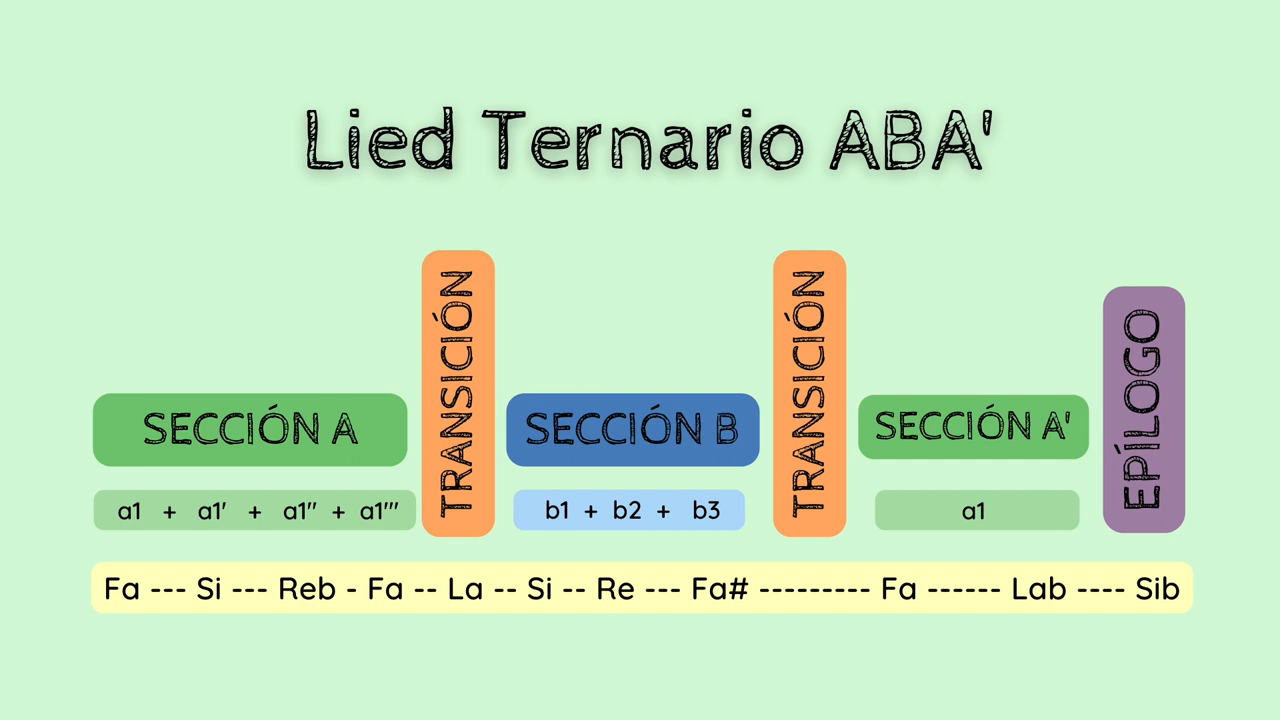 Lied Ternario ABA'
SECCIÓN A
TRANSICIÓN
SECCIÓN B
TRANSICIÓN
SECCIÓN A'
EPÍLOGO
a1 + a1' + a1" + a1"'
b1 + b2 + b3
a1
Fa --- Si --- Reb - Fa -- La -- Si -- Re --- Fa# --------- Fa ------ Lab ---- Sib